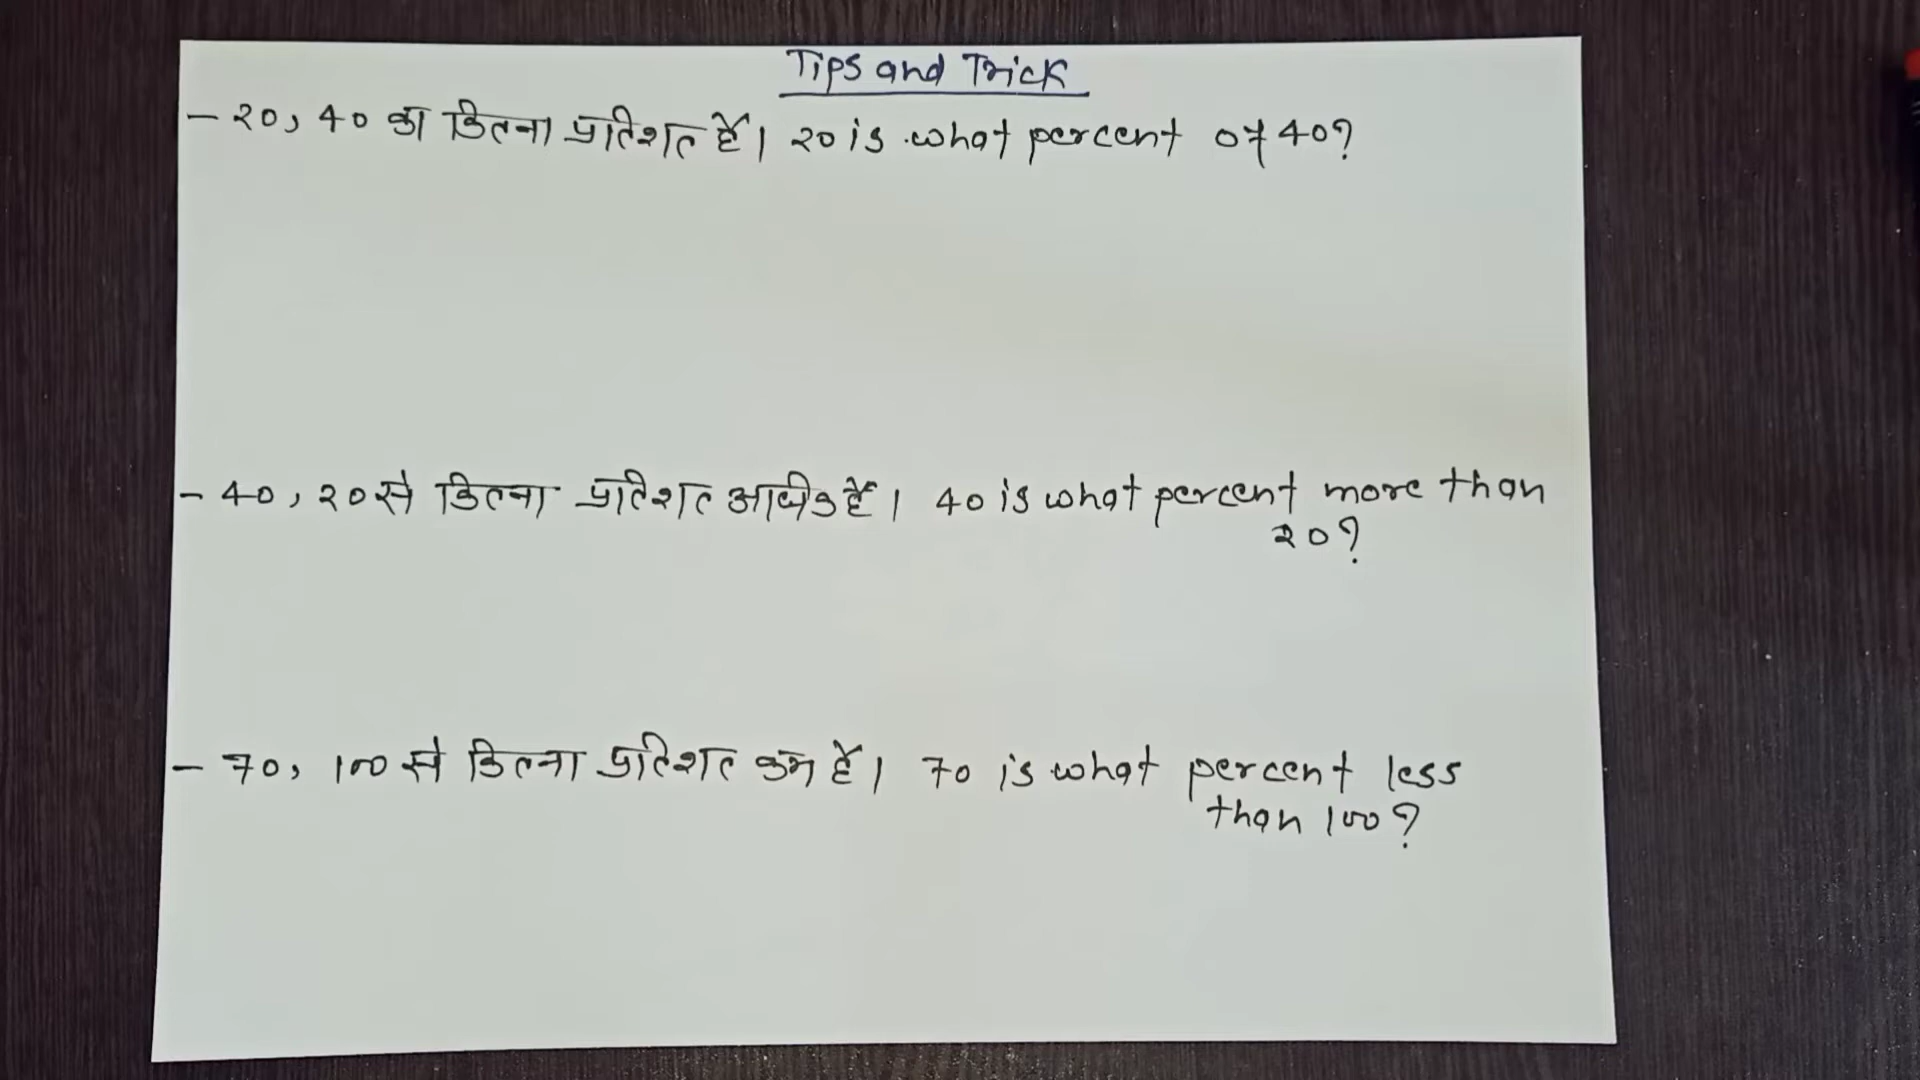 Tips and Trick
- 20, 40 का कितना प्रतिशत हैं। 20 is what percent of 40?
- 40, 20 से कितना प्रतिशत अधिक हैं। 40 is what percent more than
20?
- 70, 100 से कितना प्रतिशत कम हैं। 70 is what percent less
than 100?